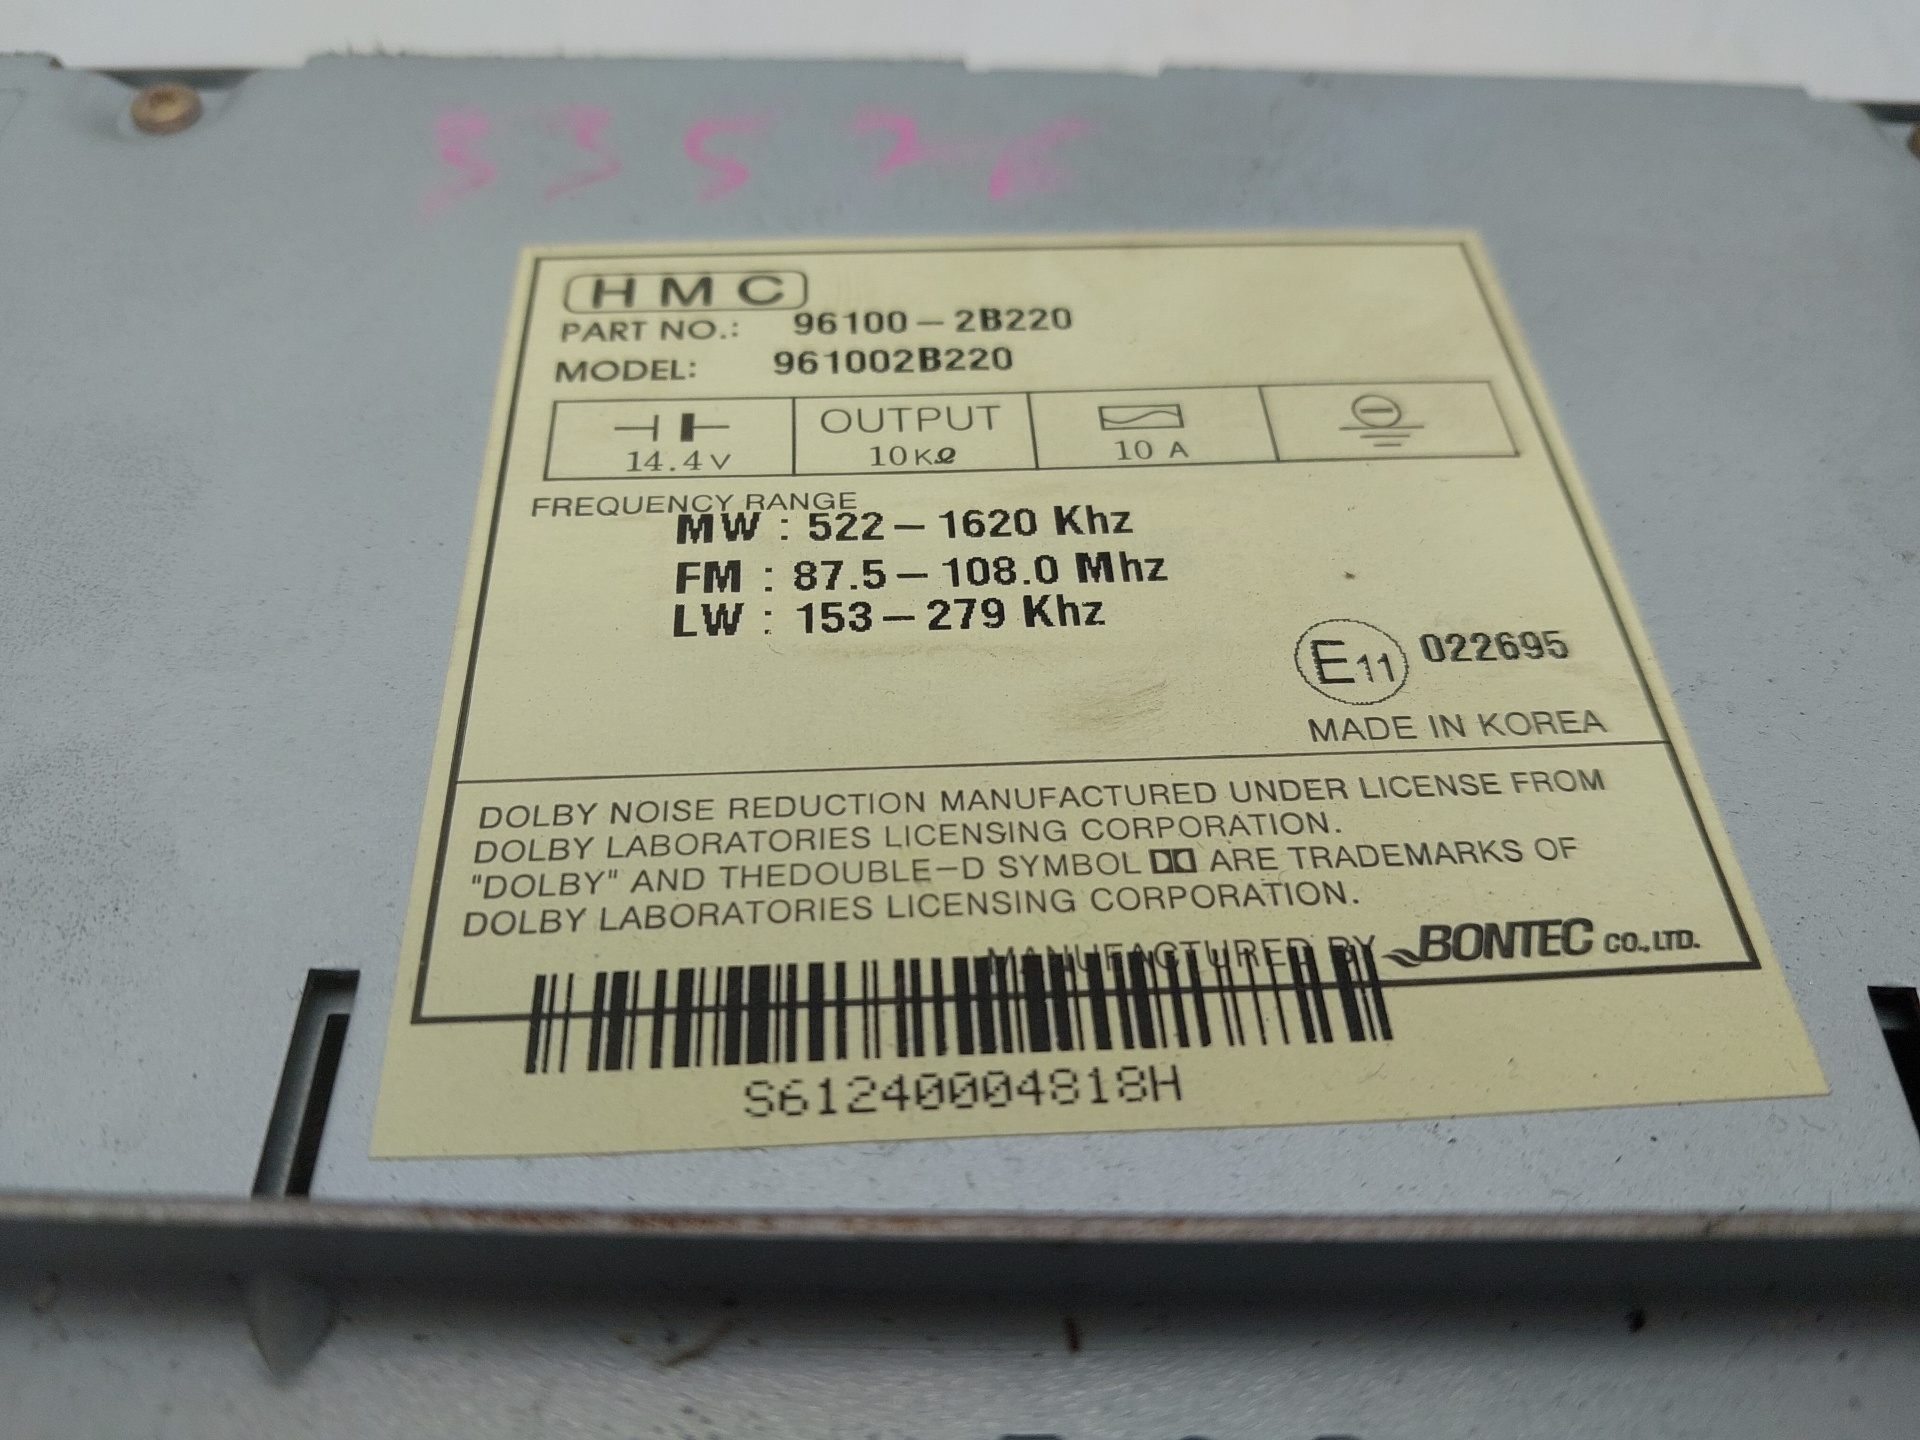 33576
HMC
PART NO.: 96100-2B220
MODEL: 961002B220
14.4V
OUTPUT
10KΩ
10 A
FREQUENCY RANGE
MW : 522-1620 Khz
FM : 87.5-108.0 Mhz
LW : 153-279 Khz
E11 022695
MADE IN KOREA
DOLBY NOISE REDUCTION MANUFACTURED UNDER LICENSE FROM
DOLBY LABORATORIES LICENSING CORPORATION.
"DOLBY" AND THEDOUBLE-D SYMBOL ARE TRADEMARKS OF
DOLBY LABORATORIES LICENSING CORPORATION.
MANUFACTURED BY BONTEC CO., LTD.
S61240004818H